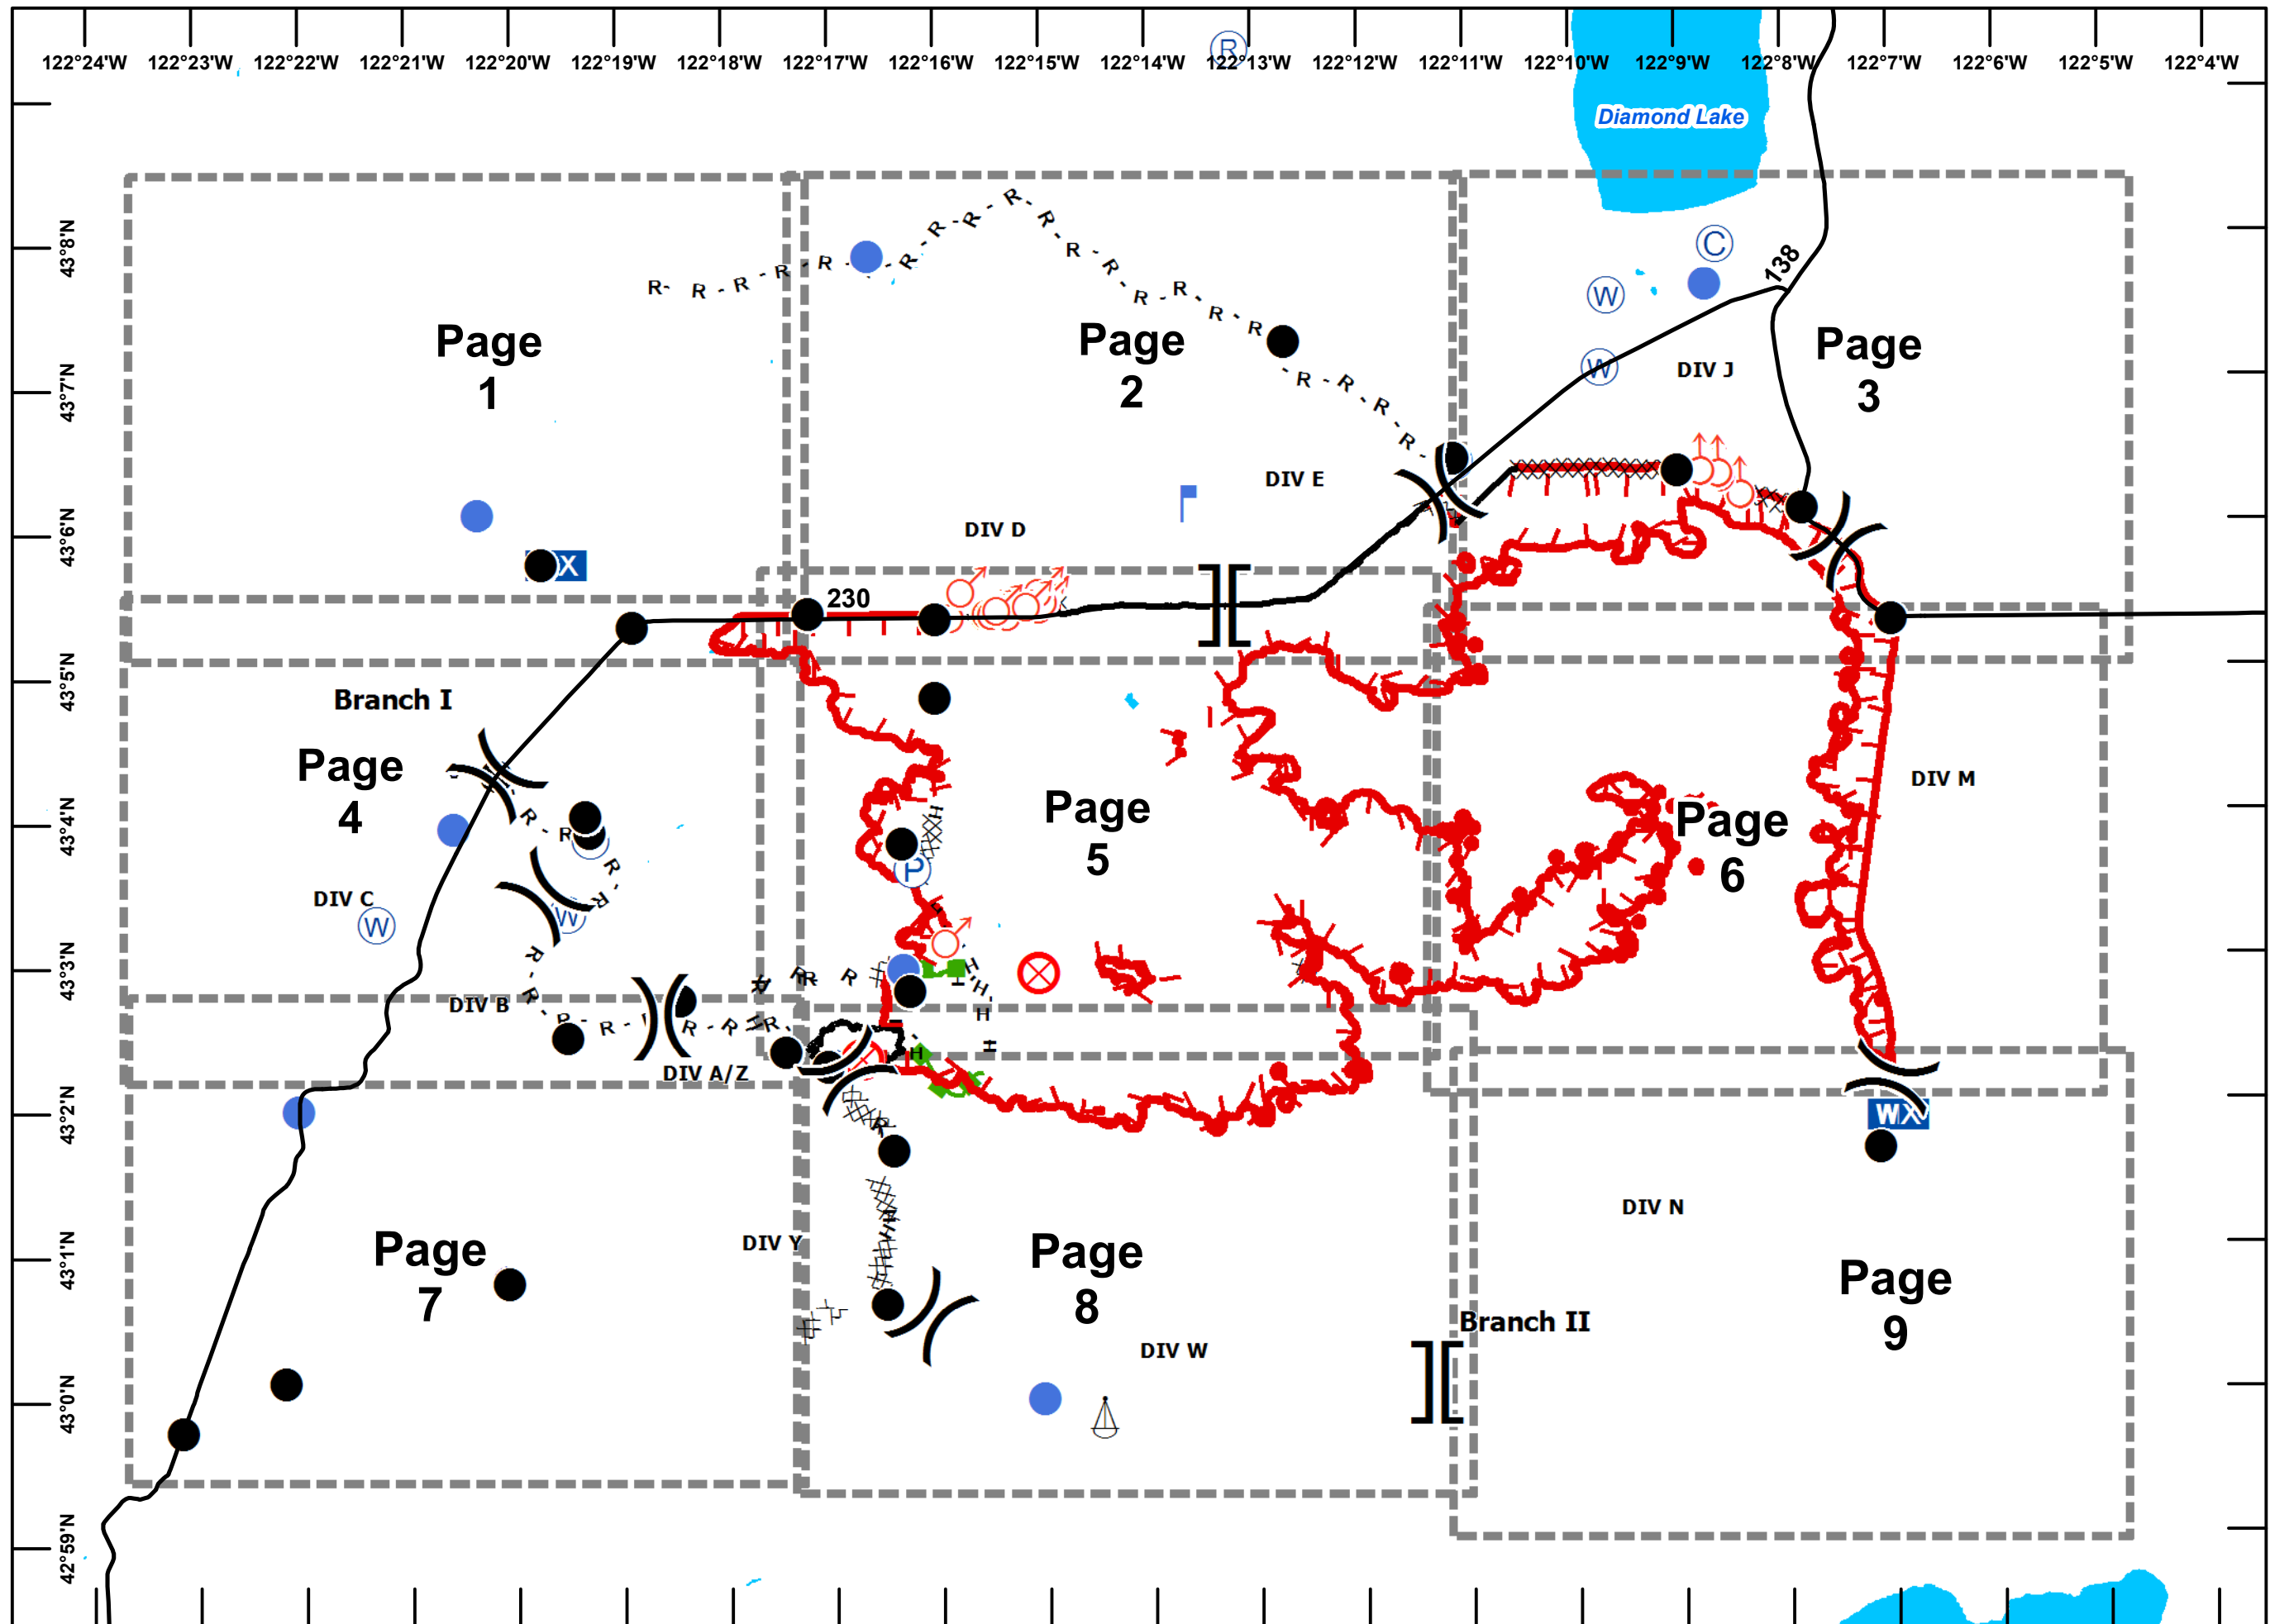 R
122°24'W 122°23'W 122°22'W 122°21'W 122°20'W 122°19'W 122°18'W 122°17'W 122°16'W 122°15'W 122°14'W 122°13'W 122°12'W 122°11'W 122°10'W 122°9'W 122°8'W 122°7'W 122°6'W 122°5'W 122°4'W
Diamond Lake
43°8'N
C
138
W
R- R - R - R - R - R - R - R - R - R - R - R - R - R - R - R
Page
1
Page
2
Page
3
W
DIV J
43°7'N
- R - R - R - R -
DIV E
DIV D
43°6'N
X
230
43°5'N
Branch I
Page
4
DIV M
Page
5
Page
6
43°4'N
R - R
R -
R
H
P
DIV C
W
W
43°3'N
R -
R -
DIV B
R - R -
R - R
R
R
H
H
H
H
H
DIV A/Z
43°2'N
WX
R
DIV N
DIV Y
43°1'N
Page
7
Page
8
Page
9
Branch II
DIV W
43°0'N
42°59'N